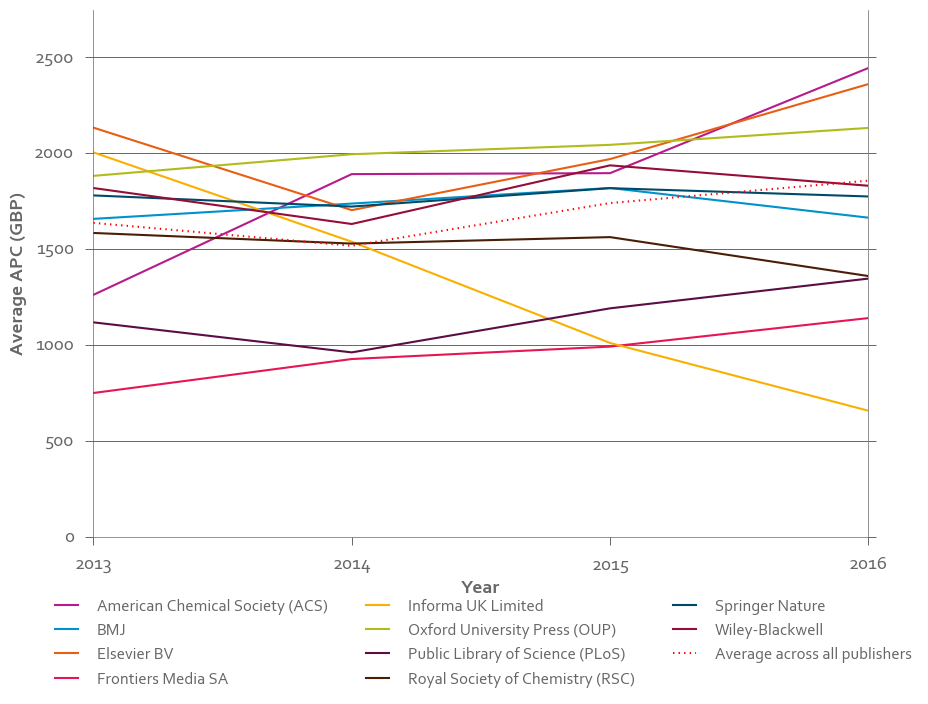 2500
2000
1500
1000
500
0
Average APC (GBP)
2013 2014 2015 2016
Year
American Chemical Society (ACS) Informa UK Limited Springer Nature
BMJ Oxford University Press (OUP) Wiley-Blackwell
Elsevier BV Public Library of Science (PLoS) Average across all publishers
Frontiers Media SA Royal Society of Chemistry (RSC)